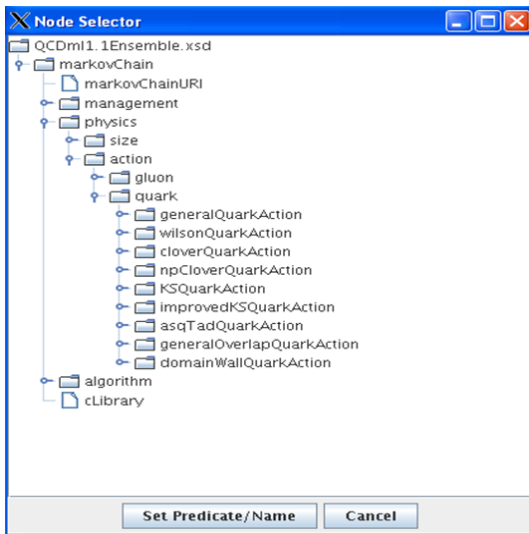 Node Selector
QCDml1.1Ensemble.xsd
markovChain
markovChainURI
management
physics
size
action
gluon
quark
generalQuarkAction
wilsonQuarkAction
cloverQuarkAction
npCloverQuarkAction
KSQuarkAction
improvedKSQuarkAction
asqTadQuarkAction
generalOverlapQuarkAction
domainWallQuarkAction
algorithm
cLibrary
Set Predicate/Name Cancel